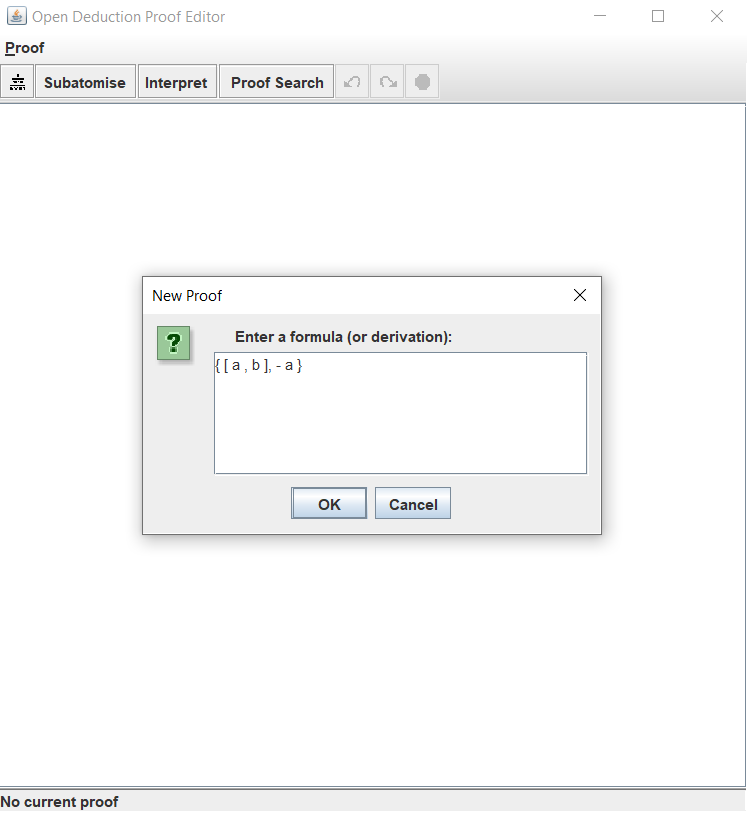 Open Deduction Proof Editor
Proof
Subatomise Interpret Proof Search
New Proof
Enter a formula (or derivation):
{ [ a , b ], - a }
OK Cancel
No current proof